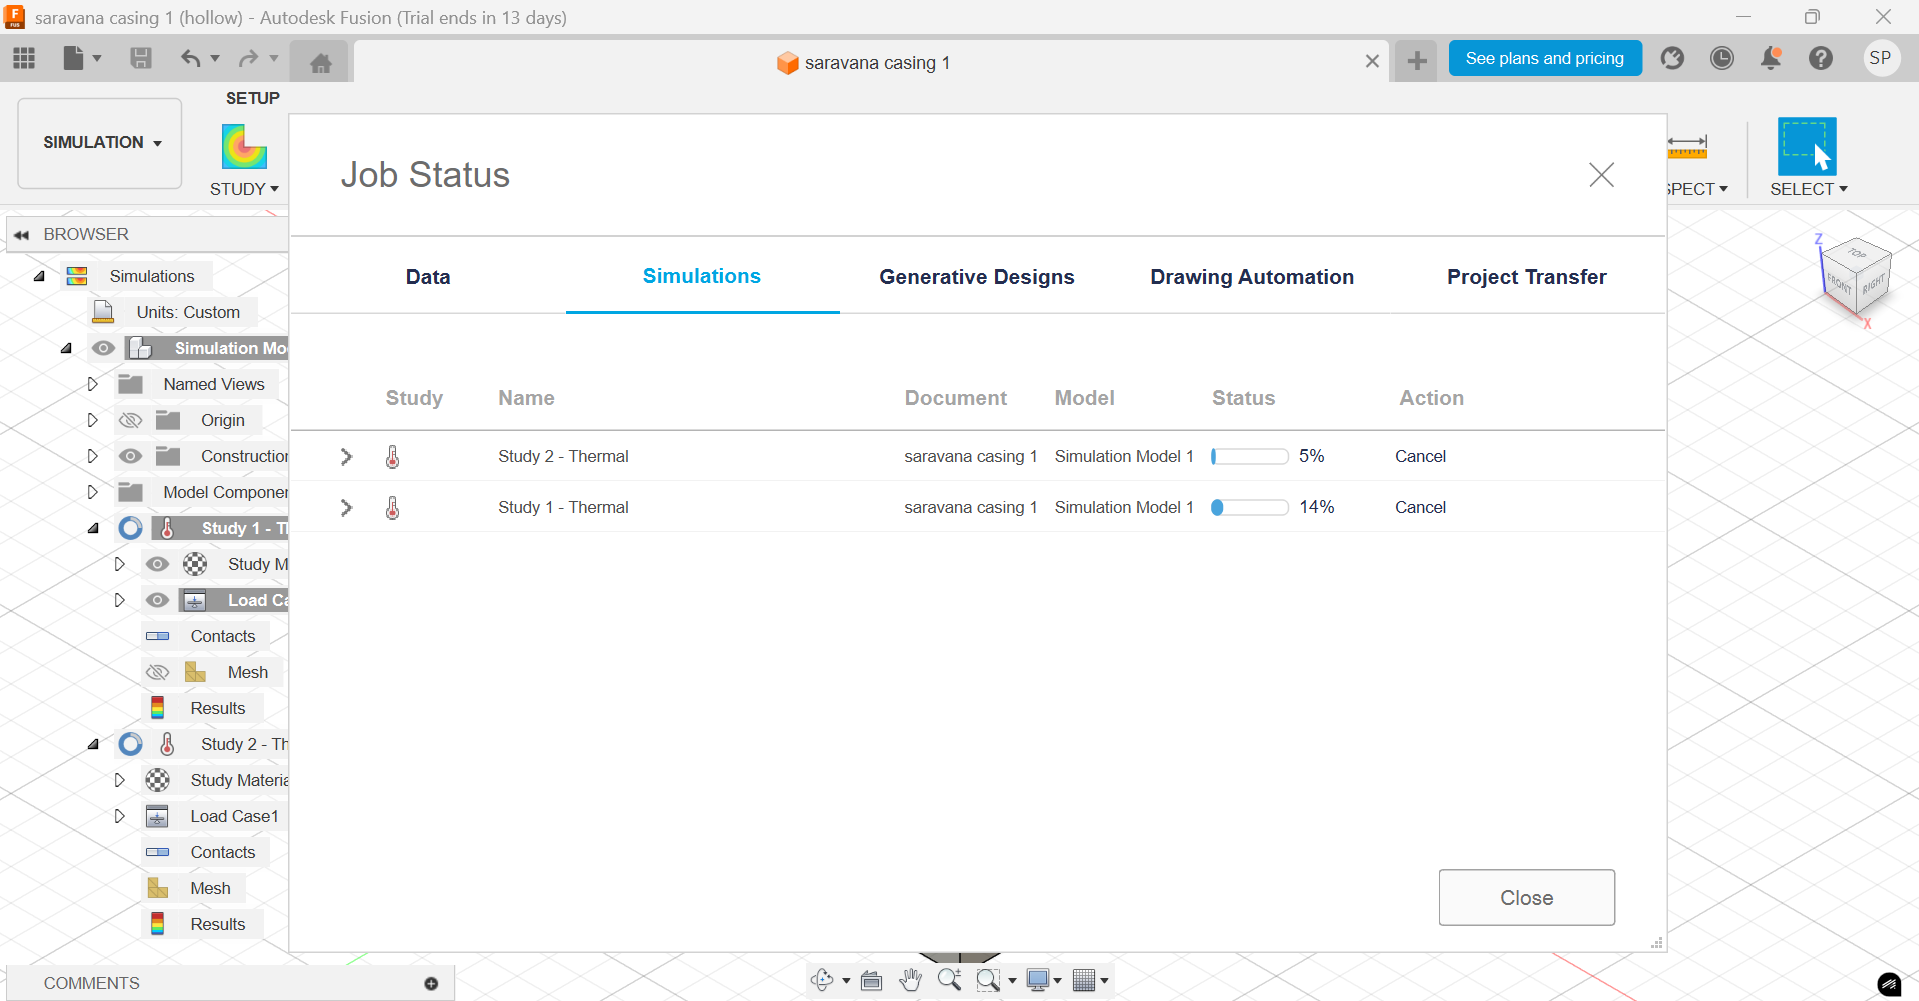 saravana casing 1 (hollow) - Autodesk Fusion (Trial ends in 13 days)
saravana casing 1
See plans and pricing
SP
SETUP
SIMULATION
STUDY
SPECT
SELECT
BROWSER
Simulations
Units: Custom
Simulation Mo
Named Views
Origin
Construction
Model Componen
Study 1 - T
Study M
Load Ca
Contacts
Mesh
Results
Study 2 - Th
Study Materia
Load Case1
Contacts
Mesh
Results
COMMENTS
Job Status
Data Simulations Generative Designs Drawing Automation Project Transfer
Study Name Document Model Status Action
Study 2 - Thermal saravana casing 1 Simulation Model 1 5% Cancel
Study 1 - Thermal saravana casing 1 Simulation Model 1 14% Cancel
Close
Z
TOP
FRONT
RIGHT
X